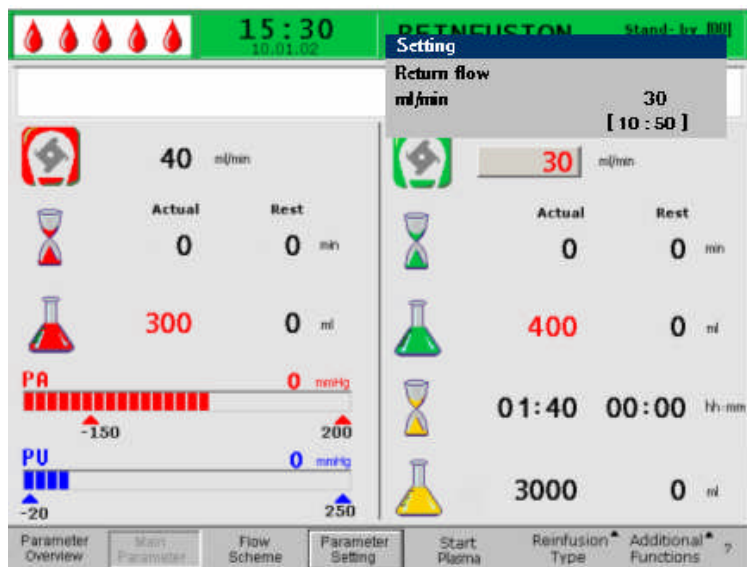 15:30
10.01.02
REINFUSION Stand-by [00]
Setting
Return flow
ml/min 30
[ 10 : 50 ]
40 ml/min
30 ml/min
Actual Rest
0 0 min
Actual Rest
0 0 min
300 0 ml
400 0 ml
PA 0 mmHg
-150 200
01:40 00:00 hh:mm
PV 0 mmHg
-20 250
3000 0 ml
Parameter Overview
Main Parameter
Flow Scheme
Parameter Setting
Start Plasma
Reinfusion Type
Additional Functions
?